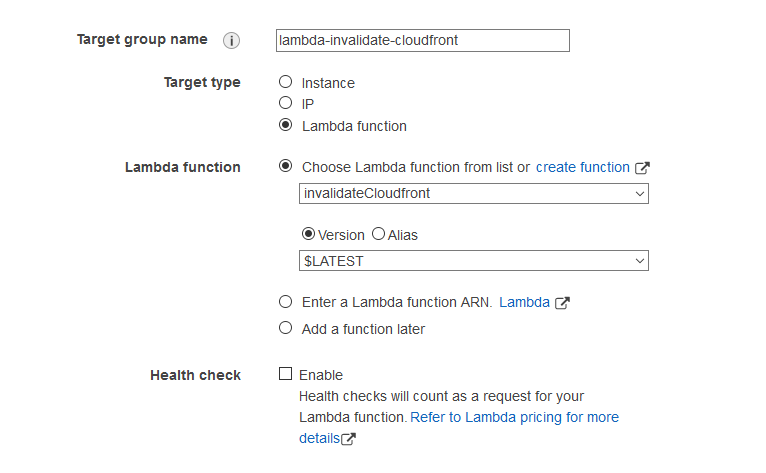 Target group name i lambda-invalidate-cloudfront
Target type Instance
IP
Lambda function
Lambda function Choose Lambda function from list or create function
invalidateCloudfront
Version Alias
$LATEST
Enter a Lambda function ARN. Lambda
Add a function later
Health check Enable
Health checks will count as a request for your
Lambda function. Refer to Lambda pricing for more
details